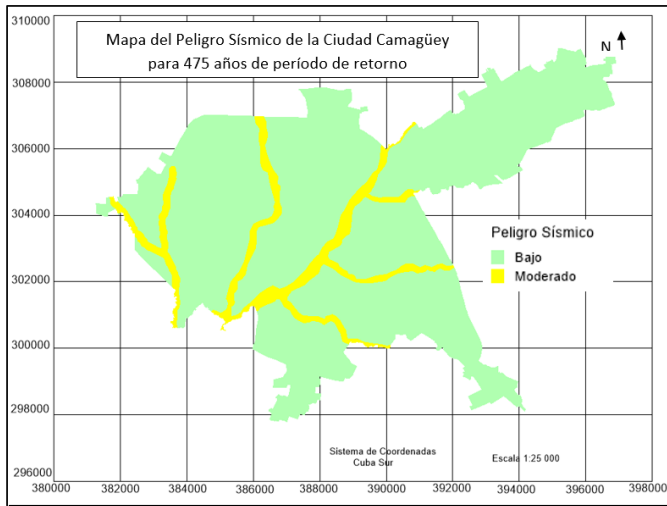 Mapa del Peligro Sísmico de la Ciudad Camagüey
para 475 años de período de retorno
N
310000
308000
306000
304000
302000
300000
298000
296000
Peligro Sísmico
Bajo
Moderado
Sistema de Coordenadas
Cuba Sur
Escala 1:25 000
380000 382000 384000 386000 388000 390000 392000 394000 396000 398000